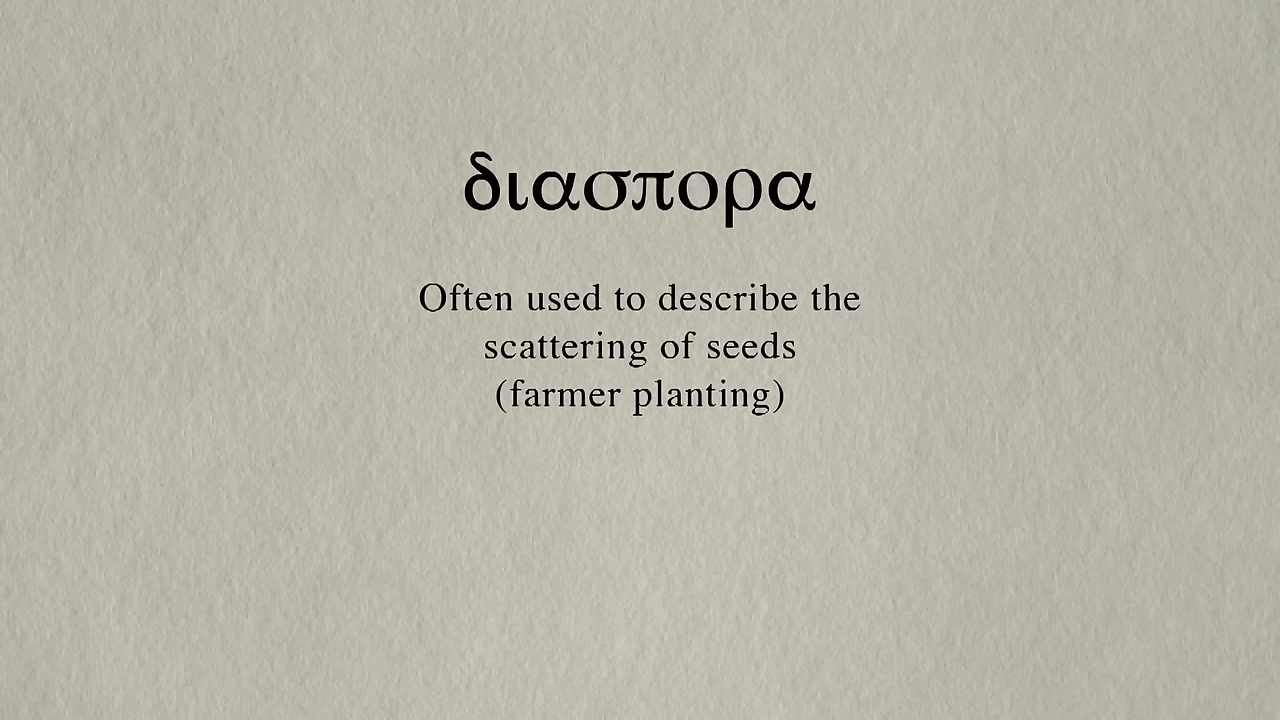 διασπορα
Often used to describe the
scattering of seeds
(farmer planting)